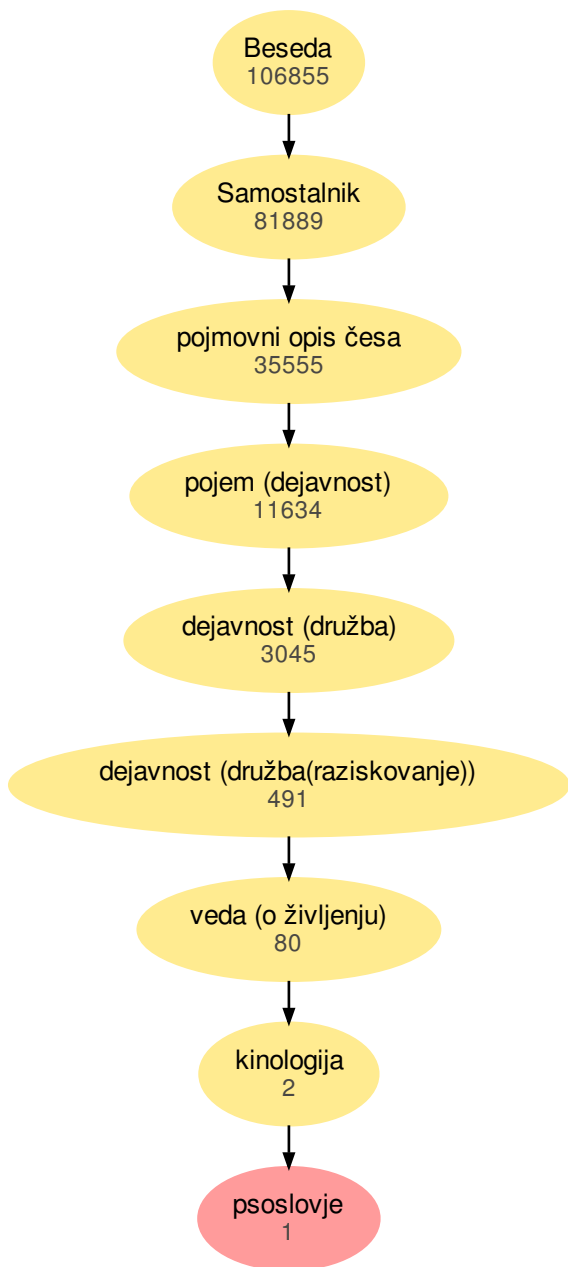 Beseda
106855
Samostalnik
81889
pojmovni opis česa
35555
pojem (dejavnost)
11634
dejavnost (družba)
3045
dejavnost (družba(raziskovanje))
491
veda (o življenju)
80
kinologija
2
psoslovje
1